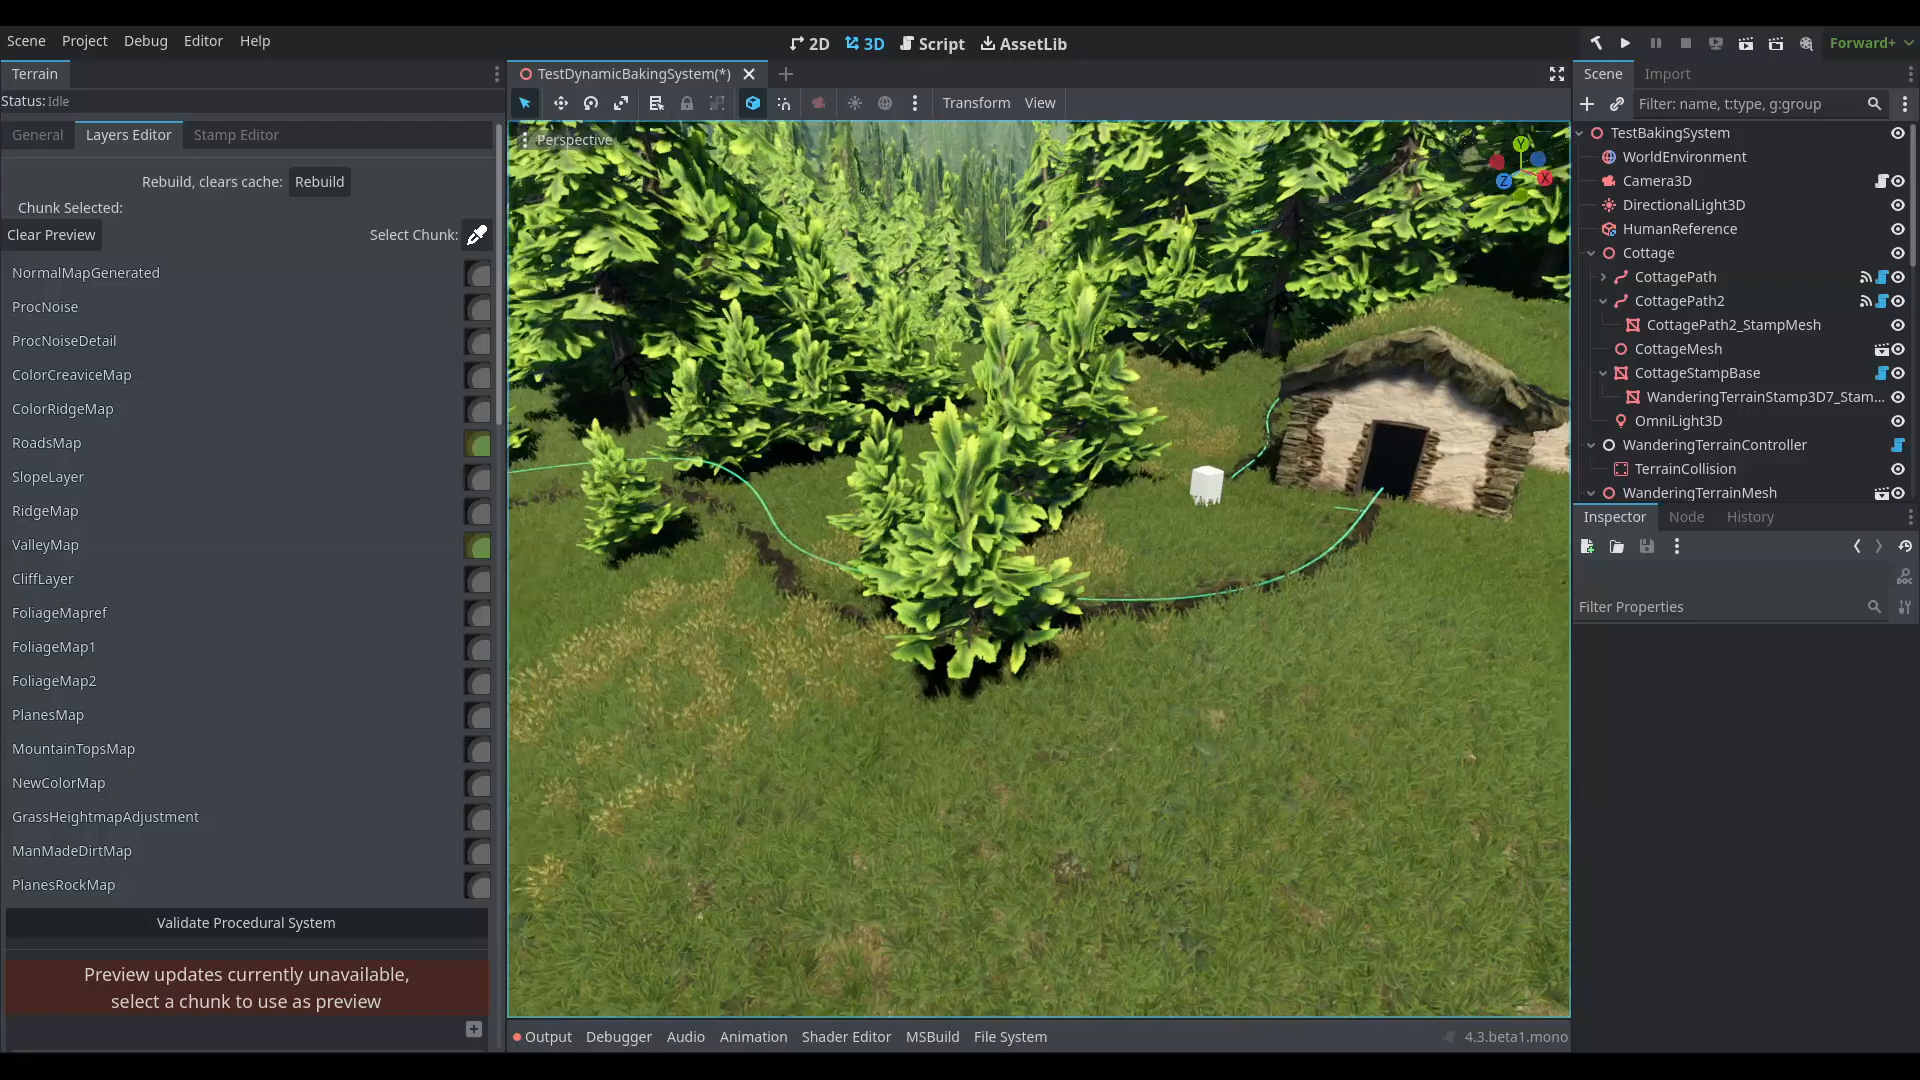 Scene Project Debug Editor Help
2D 3D Script AssetLib
Forward+
Terrain
Status: Idle
General Layers Editor Stamp Editor
Rebuild, clears cache: Rebuild
Chunk Selected:
Clear Preview Select Chunk:
NormalMapGenerated
ProcNoise
ProcNoiseDetail
ColorCreaviceMap
ColorRidgeMap
RoadsMap
SlopeLayer
RidgeMap
ValleyMap
CliffLayer
FoliageMapref
FoliageMap1
FoliageMap2
PlanesMap
MountainTopsMap
NewColorMap
GrassHeightmapAdjustment
ManMadeDirtMap
PlanesRockMap
Validate Procedural System
Preview updates currently unavailable,
select a chunk to use as preview
TestDynamicBakingSystem(*)
Transform View
Perspective
Y
Z X
Output Debugger Audio Animation Shader Editor MSBuild File System 4.3.beta1.mono
Scene Import
Filter: name, t:type, g:group
TestBakingSystem
WorldEnvironment
Camera3D
DirectionalLight3D
HumanReference
Cottage
CottagePath
CottagePath2
CottagePath2_StampMesh
CottageMesh
CottageStampBase
WanderingTerrainStamp3D7_Stam...
OmniLight3D
WanderingTerrainController
TerrainCollision
WanderingTerrainMesh
Inspector Node History
Filter Properties